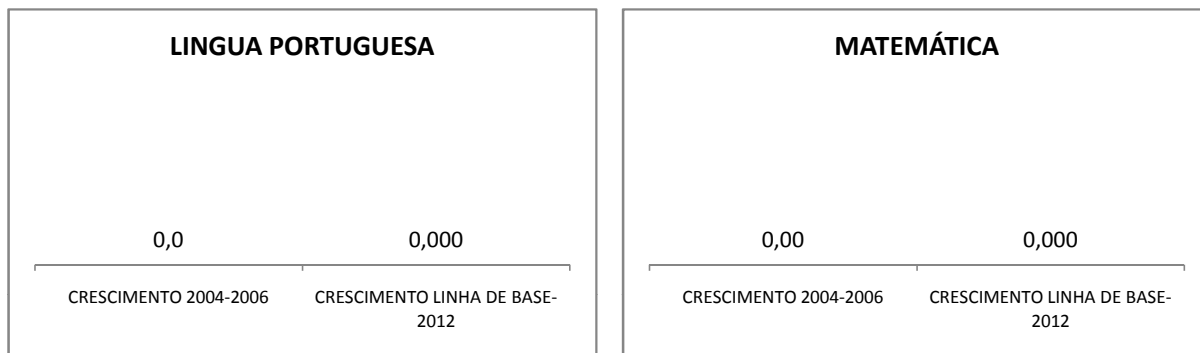 LINGUA PORTUGUESA
0,0
0,000
CRESCIMENTO 2004-2006
CRESCIMENTO LINHA DE BASE-
2012
MATEMÁTICA
0,00
0,000
CRESCIMENTO 2004-2006
CRESCIMENTO LINHA DE BASE-
2012